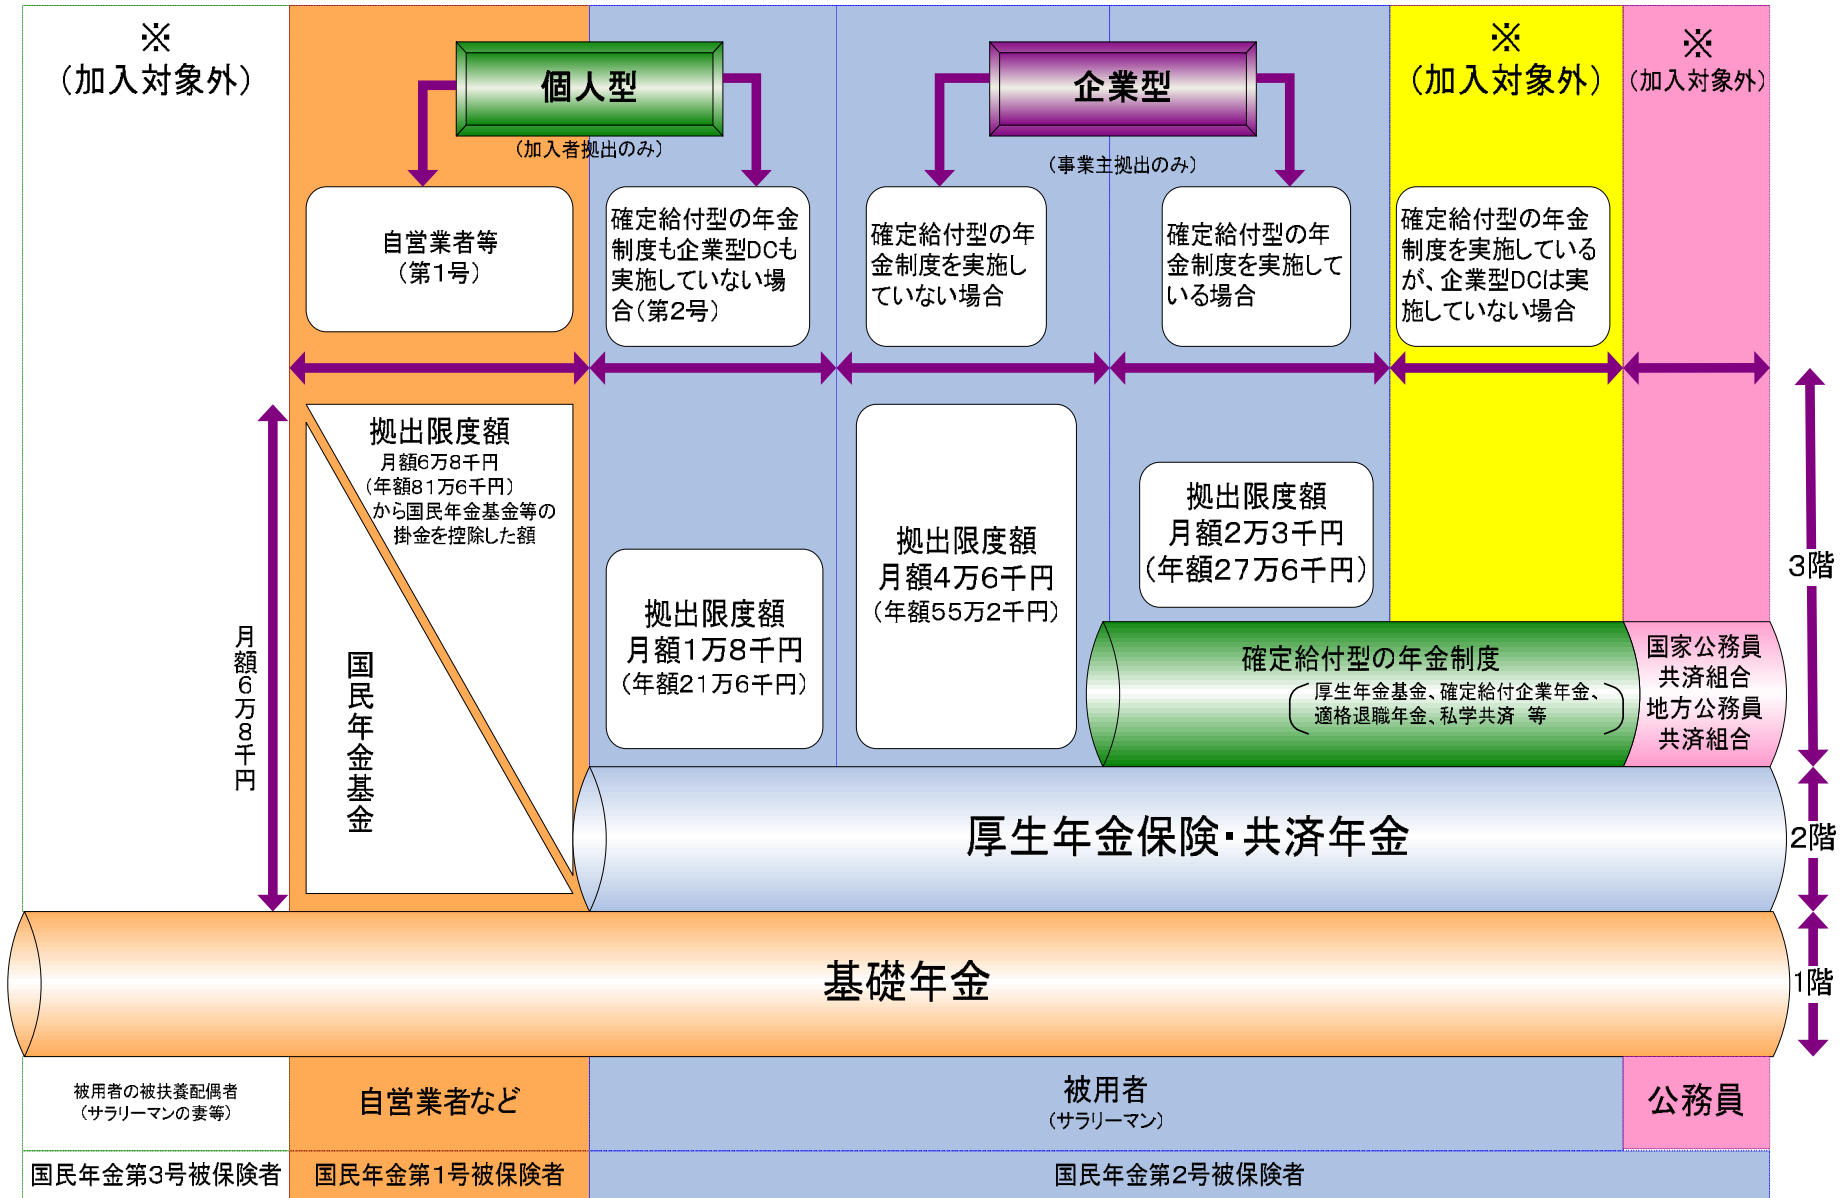 ※
（加入対象外）
個人型
（加入者拠出のみ）
企業型
（事業主拠出のみ）
※
（加入対象外）
※
（加入対象外）
自営業者等
（第1号）
確定給付型の年金
制度も企業型DCも
実施していない場
合（第2号）
確定給付型の年
金制度を実施し
ていない場合
確定給付型の年
金制度を実施して
いる場合
確定給付型の年金
制度を実施している
が、企業型DCは実
施していない場合
拠出限度額
月額6万8千円
（年額81万6千円）
から国民年金基金等の
掛金を控除した額
国民年金基金
月額6万8千円
拠出限度額
月額1万8千円
（年額21万6千円）
拠出限度額
月額4万6千円
（年額55万2千円）
拠出限度額
月額2万3千円
（年額27万6千円）
確定給付型の年金制度
厚生年金基金、確定給付企業年金、
適格退職年金、私学共済 等
国家公務員
共済組合
地方公務員
共済組合
3階
厚生年金保険・共済年金
2階
基礎年金
1階
被用者の被扶養配偶者
（サラリーマンの妻等）
自営業者など
被用者
（サラリーマン）
公務員
国民年金第3号被保険者
国民年金第1号被保険者
国民年金第2号被保険者